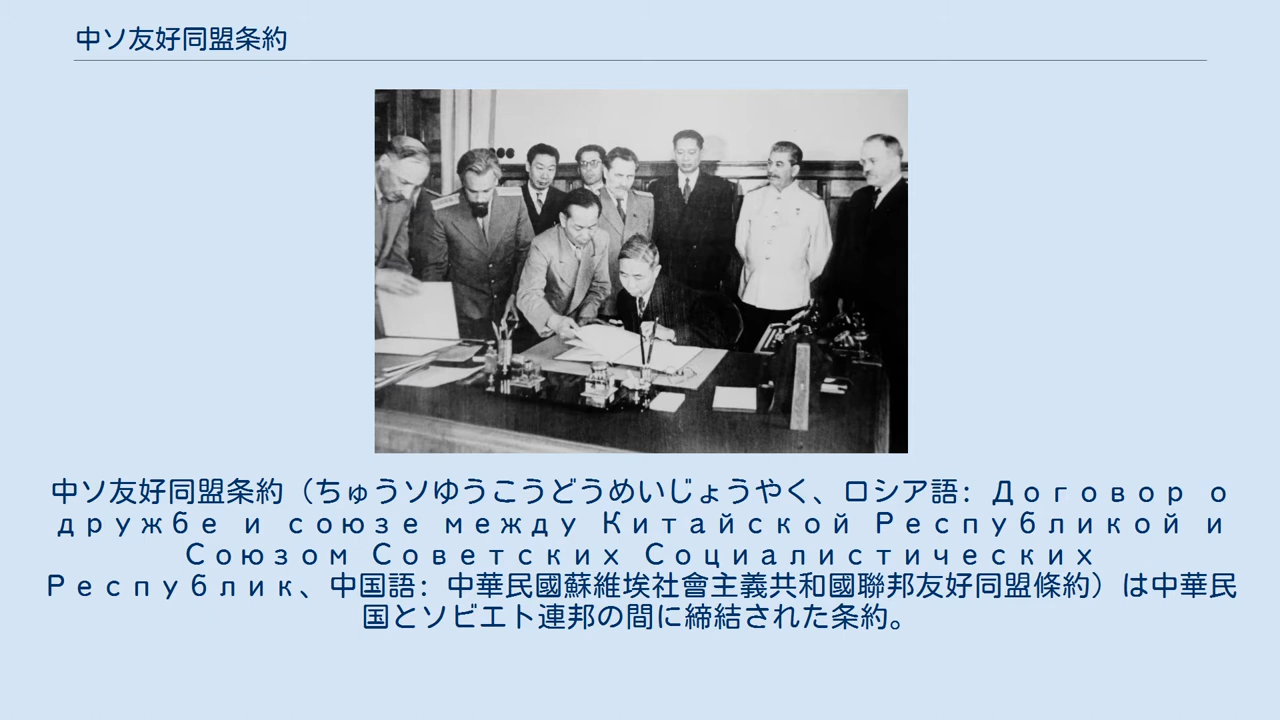 中ソ友好同盟条約
中ソ友好同盟条約（ちゅうソゆうこうどうめいじょうやく、ロシア語: Договор о
дружбе и союзе между Китайской Республикой и
Союзом Советских Социалистических
Республик、中国語: 中華民國蘇維埃社會主義共和國聯邦友好同盟條約）は中華民
国とソビエト連邦の間に締結された条約。